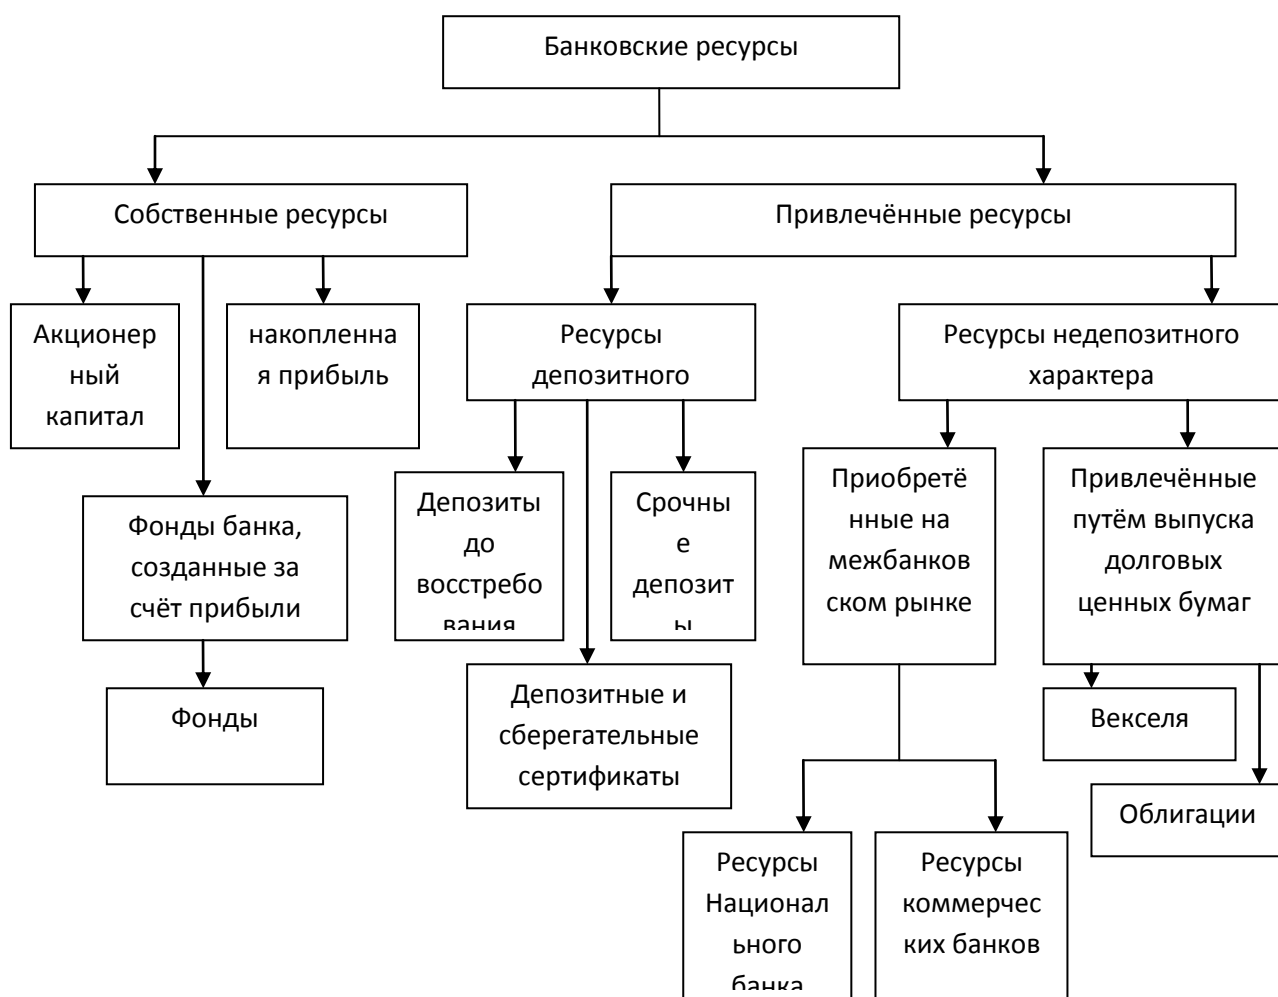 Банковские ресурсы
Собственные ресурсы
Привлечённые ресурсы
Акционер
ный
капитал
накопленна
я прибыль
Ресурсы
депозитного
Ресурсы недепозитного
характера
Фонды банка,
созданные за
счёт прибыли
Депозиты
до
восстребо
вания
Срочны
е
депозит
ы
Приобретё
нные на
межбанков
ском рынке
Привлечённые
путём выпуска
долговых
ценных бумаг
Фонды
Депозитные и
сберегательные
сертификаты
Векселя
Облигации
Ресурсы
Национал
ьного
банка
Ресурсы
коммерчес
ких банков